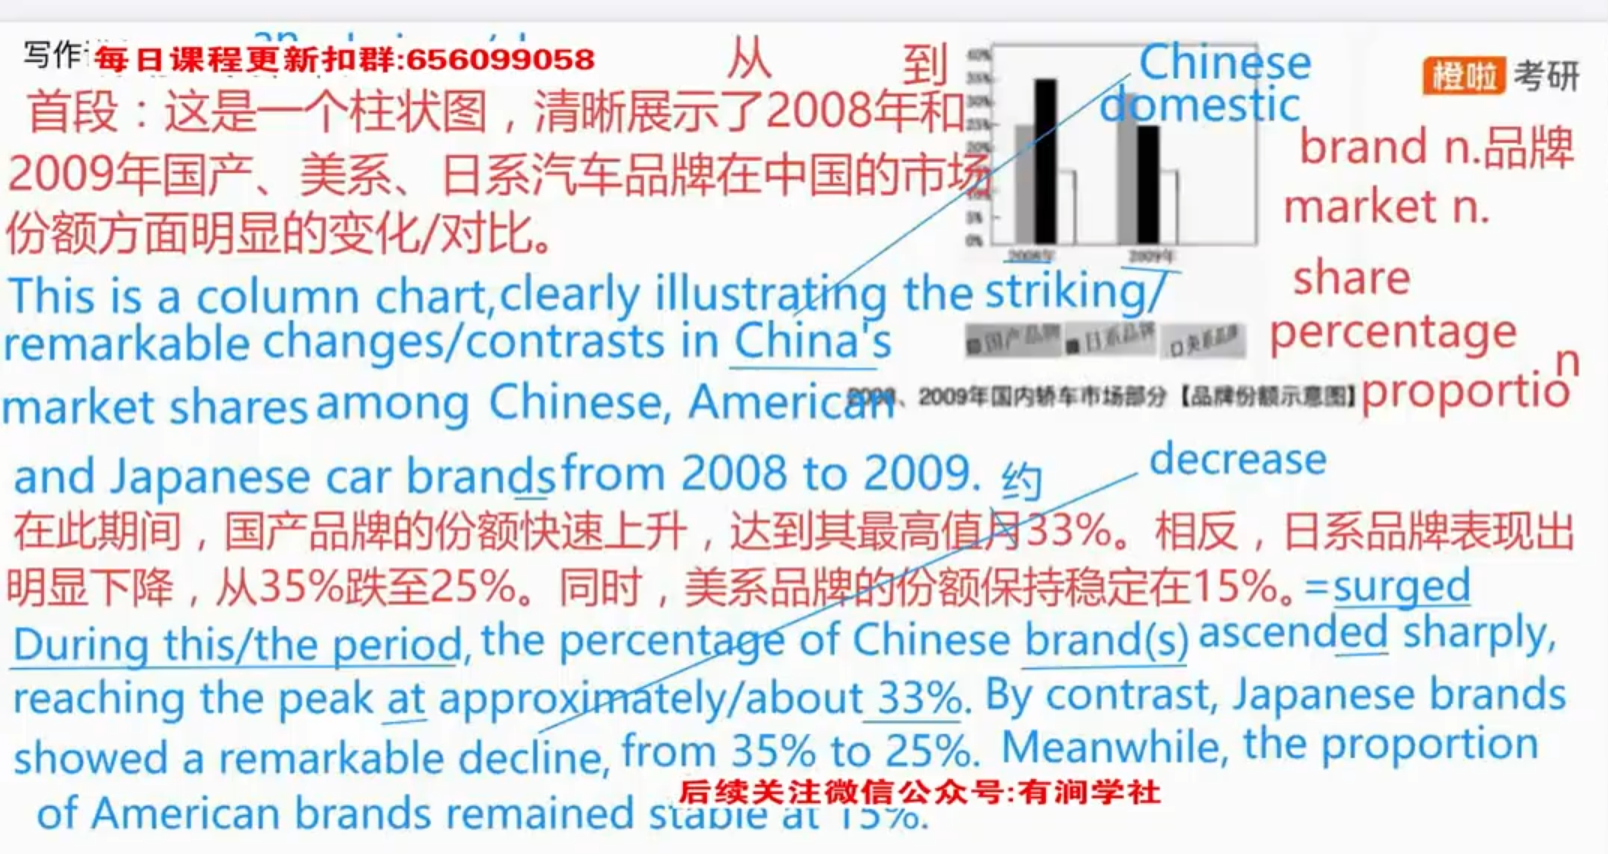 写作
每日课程更新扣群:656099058
从 到
首段：这是一个柱状图，清晰展示了2008年和
2009年国产、美系、日系汽车品牌在中国的市场
份额方面明显的变化/对比。
Chinese
domestic
橙啦 考研
brand n.品牌
market n.
share
percentage
proportion
40%
35%
30%
25%
20%
10%
5%
0%
2008年 2009年
国产品牌 日系品牌 美系品牌
2008、2009年国内轿车市场部分【品牌份额示意图】
This is a column chart,clearly illustrating the striking/
remarkable changes/contrasts in China's
market shares among Chinese, American
and Japanese car brands from 2008 to 2009. 约
decrease
在此期间，国产品牌的份额快速上升，达到其最高值月33%。相反，日系品牌表现出
明显下降，从35%跌至25%。同时，美系品牌的份额保持稳定在15%。=surged
During this/the period, the percentage of Chinese brand(s) ascended sharply,
reaching the peak at approximately/about 33%. By contrast, Japanese brands
showed a remarkable decline, from 35% to 25%. Meanwhile, the proportion
后续关注微信公众号:有涧学社
of American brands remained stable at 15%.